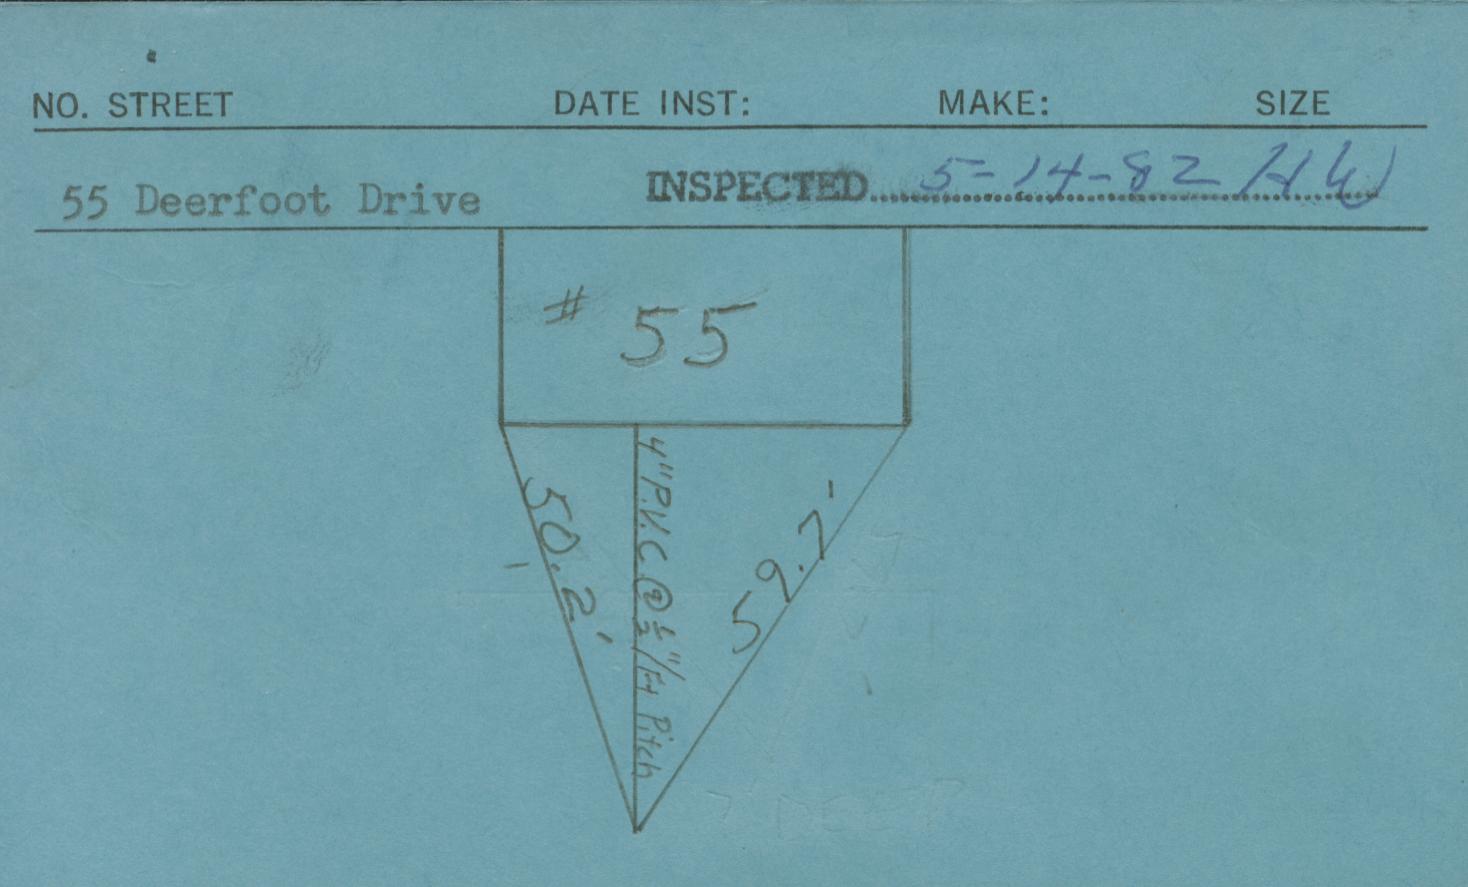 NO. STREET DATE INST: MAKE: SIZE
55 Deerfoot Drive INSPECTED 5-14-82 HW
# 55
50.2'
4" P.V.C. @ 1/2"/Ft Pitch
59.7'